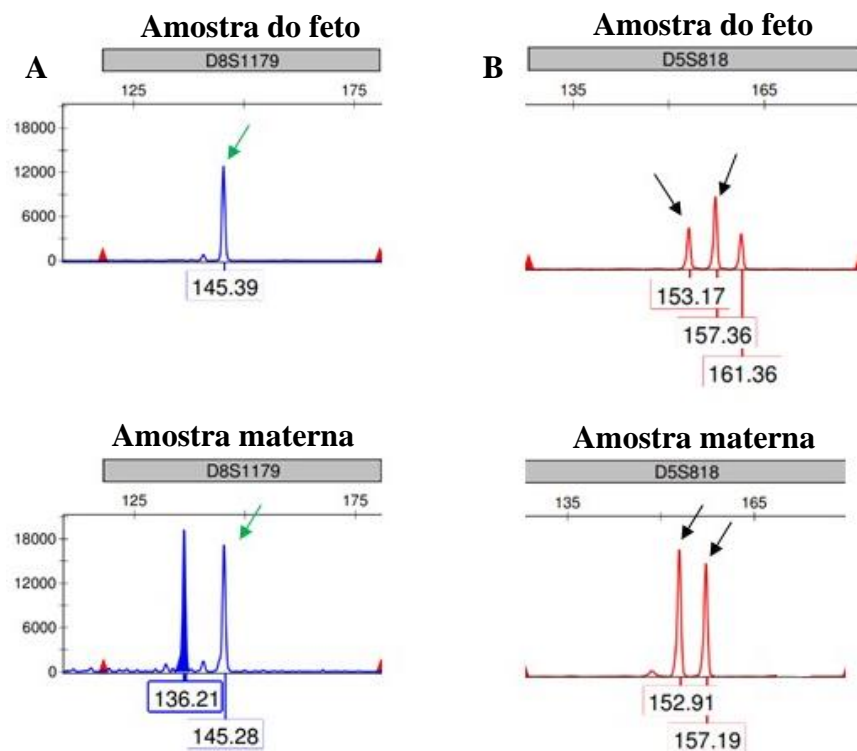 Amostra do feto
A
D8S1179
125 175
18000
12000
6000
0
145.39
Amostra do feto
B
D5S818
135 165
153.17
157.36
161.36
Amostra materna
D8S1179
125 175
18000
12000
6000
0
136.21
145.28
Amostra materna
D5S818
135 165
152.91
157.19